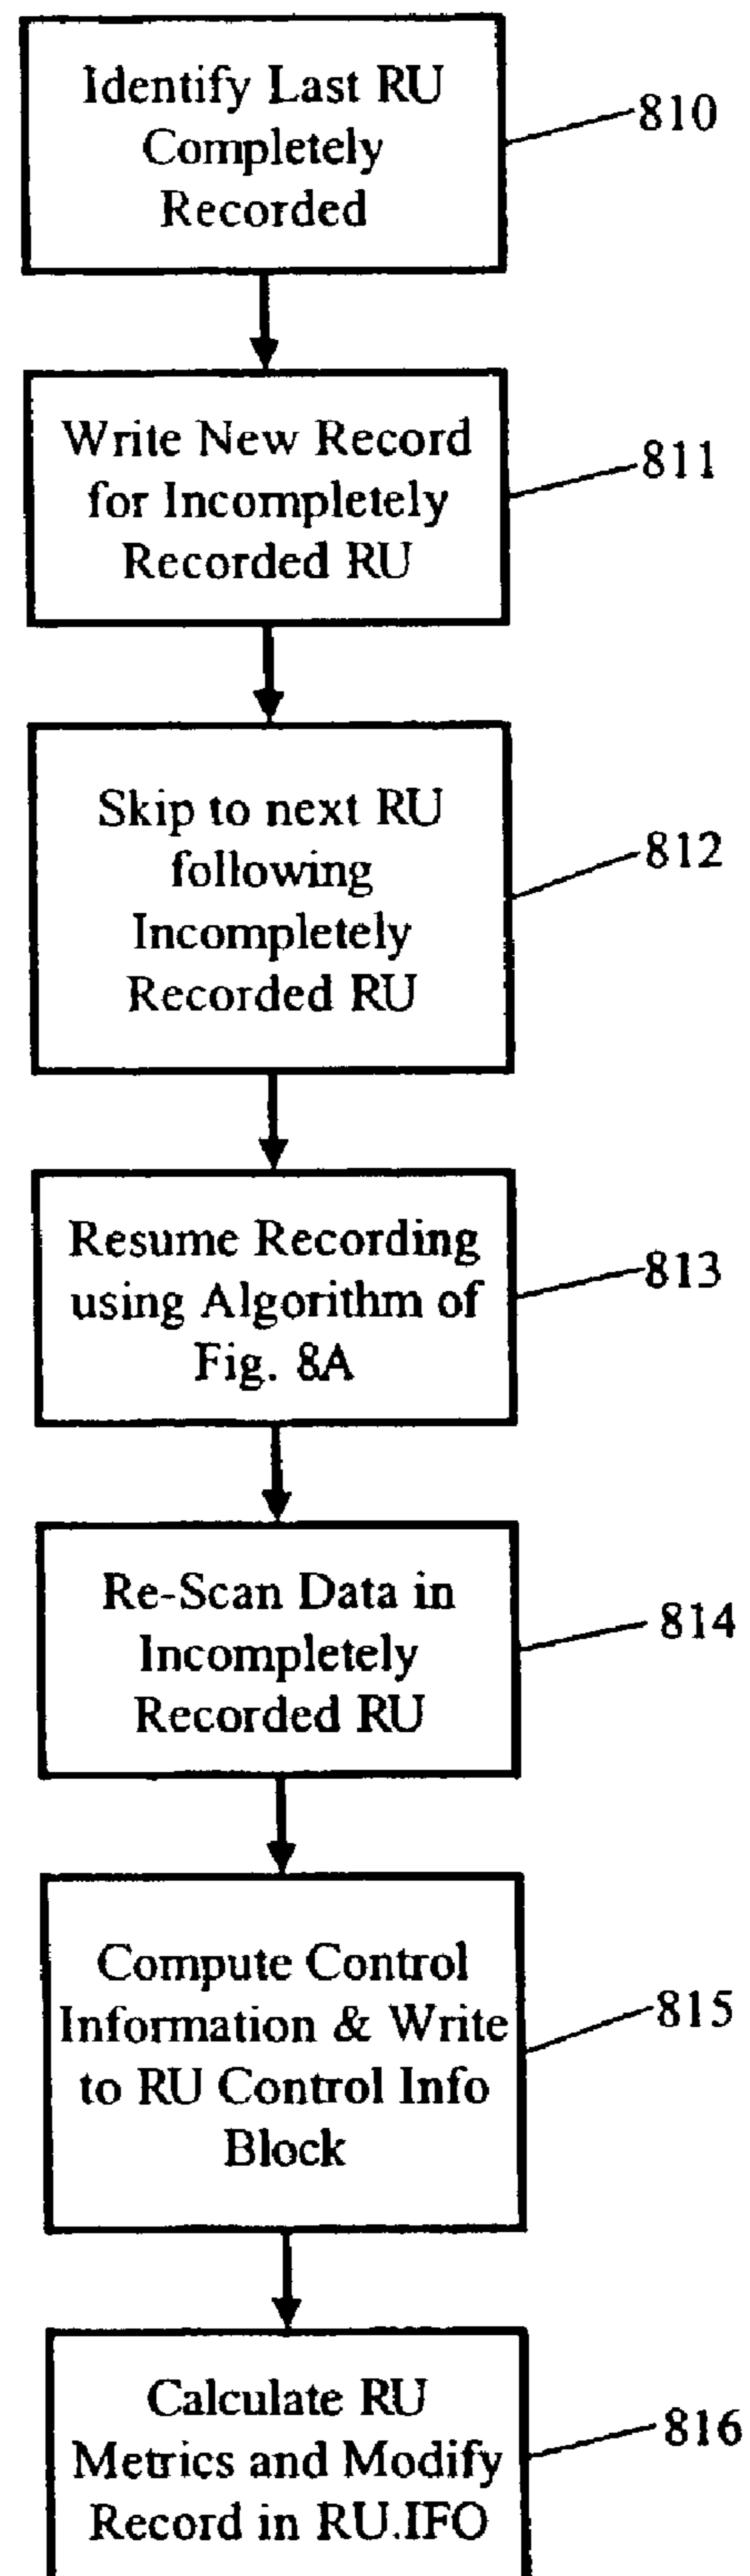 Identify Last RU
Completely
Recorded
810
Write New Record
for Incompletely
Recorded RU
811
Skip to next RU
following
Incompletely
Recorded RU
812
Resume Recording
using Algorithm of
Fig. 8A
813
Re-Scan Data in
Incompletely
Recorded RU
814
Compute Control
Information & Write
to RU Control Info
Block
815
Calculate RU
Metrics and Modify
Record in RU.IFO
816